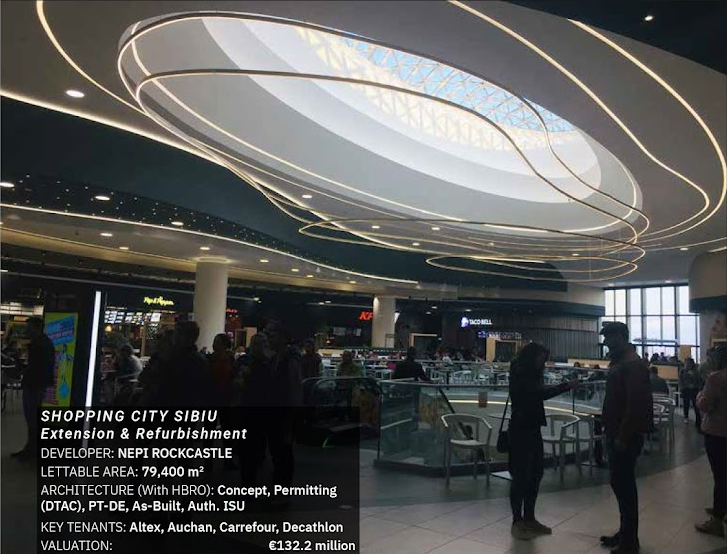 KF
TACO BELL
SHOPPING CITY SIBIU
Extension & Refurbishment
DEVELOPER: NEPI ROCKCASTLE
LETTABLE AREA: 79,400 m²
ARCHITECTURE (With HBRO): Concept, Permitting
(DTAC), PT-DE, As-Built, Auth. ISU
KEY TENANTS: Altex, Auchan, Carrefour, Decathlon
VALUATION: €132.2 million